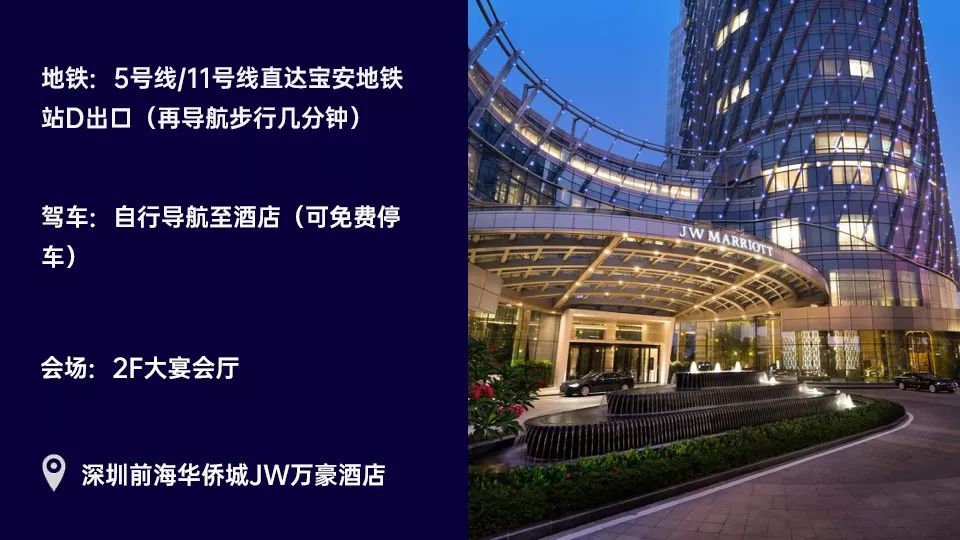 地铁：5号线/11号线直达宝安地铁
站D出口（再导航步行几分钟）
驾车：自行导航至酒店（可免费停
车）
会场：2F大宴会厅
深圳前海华侨城JW万豪酒店
JW MARRIOTT